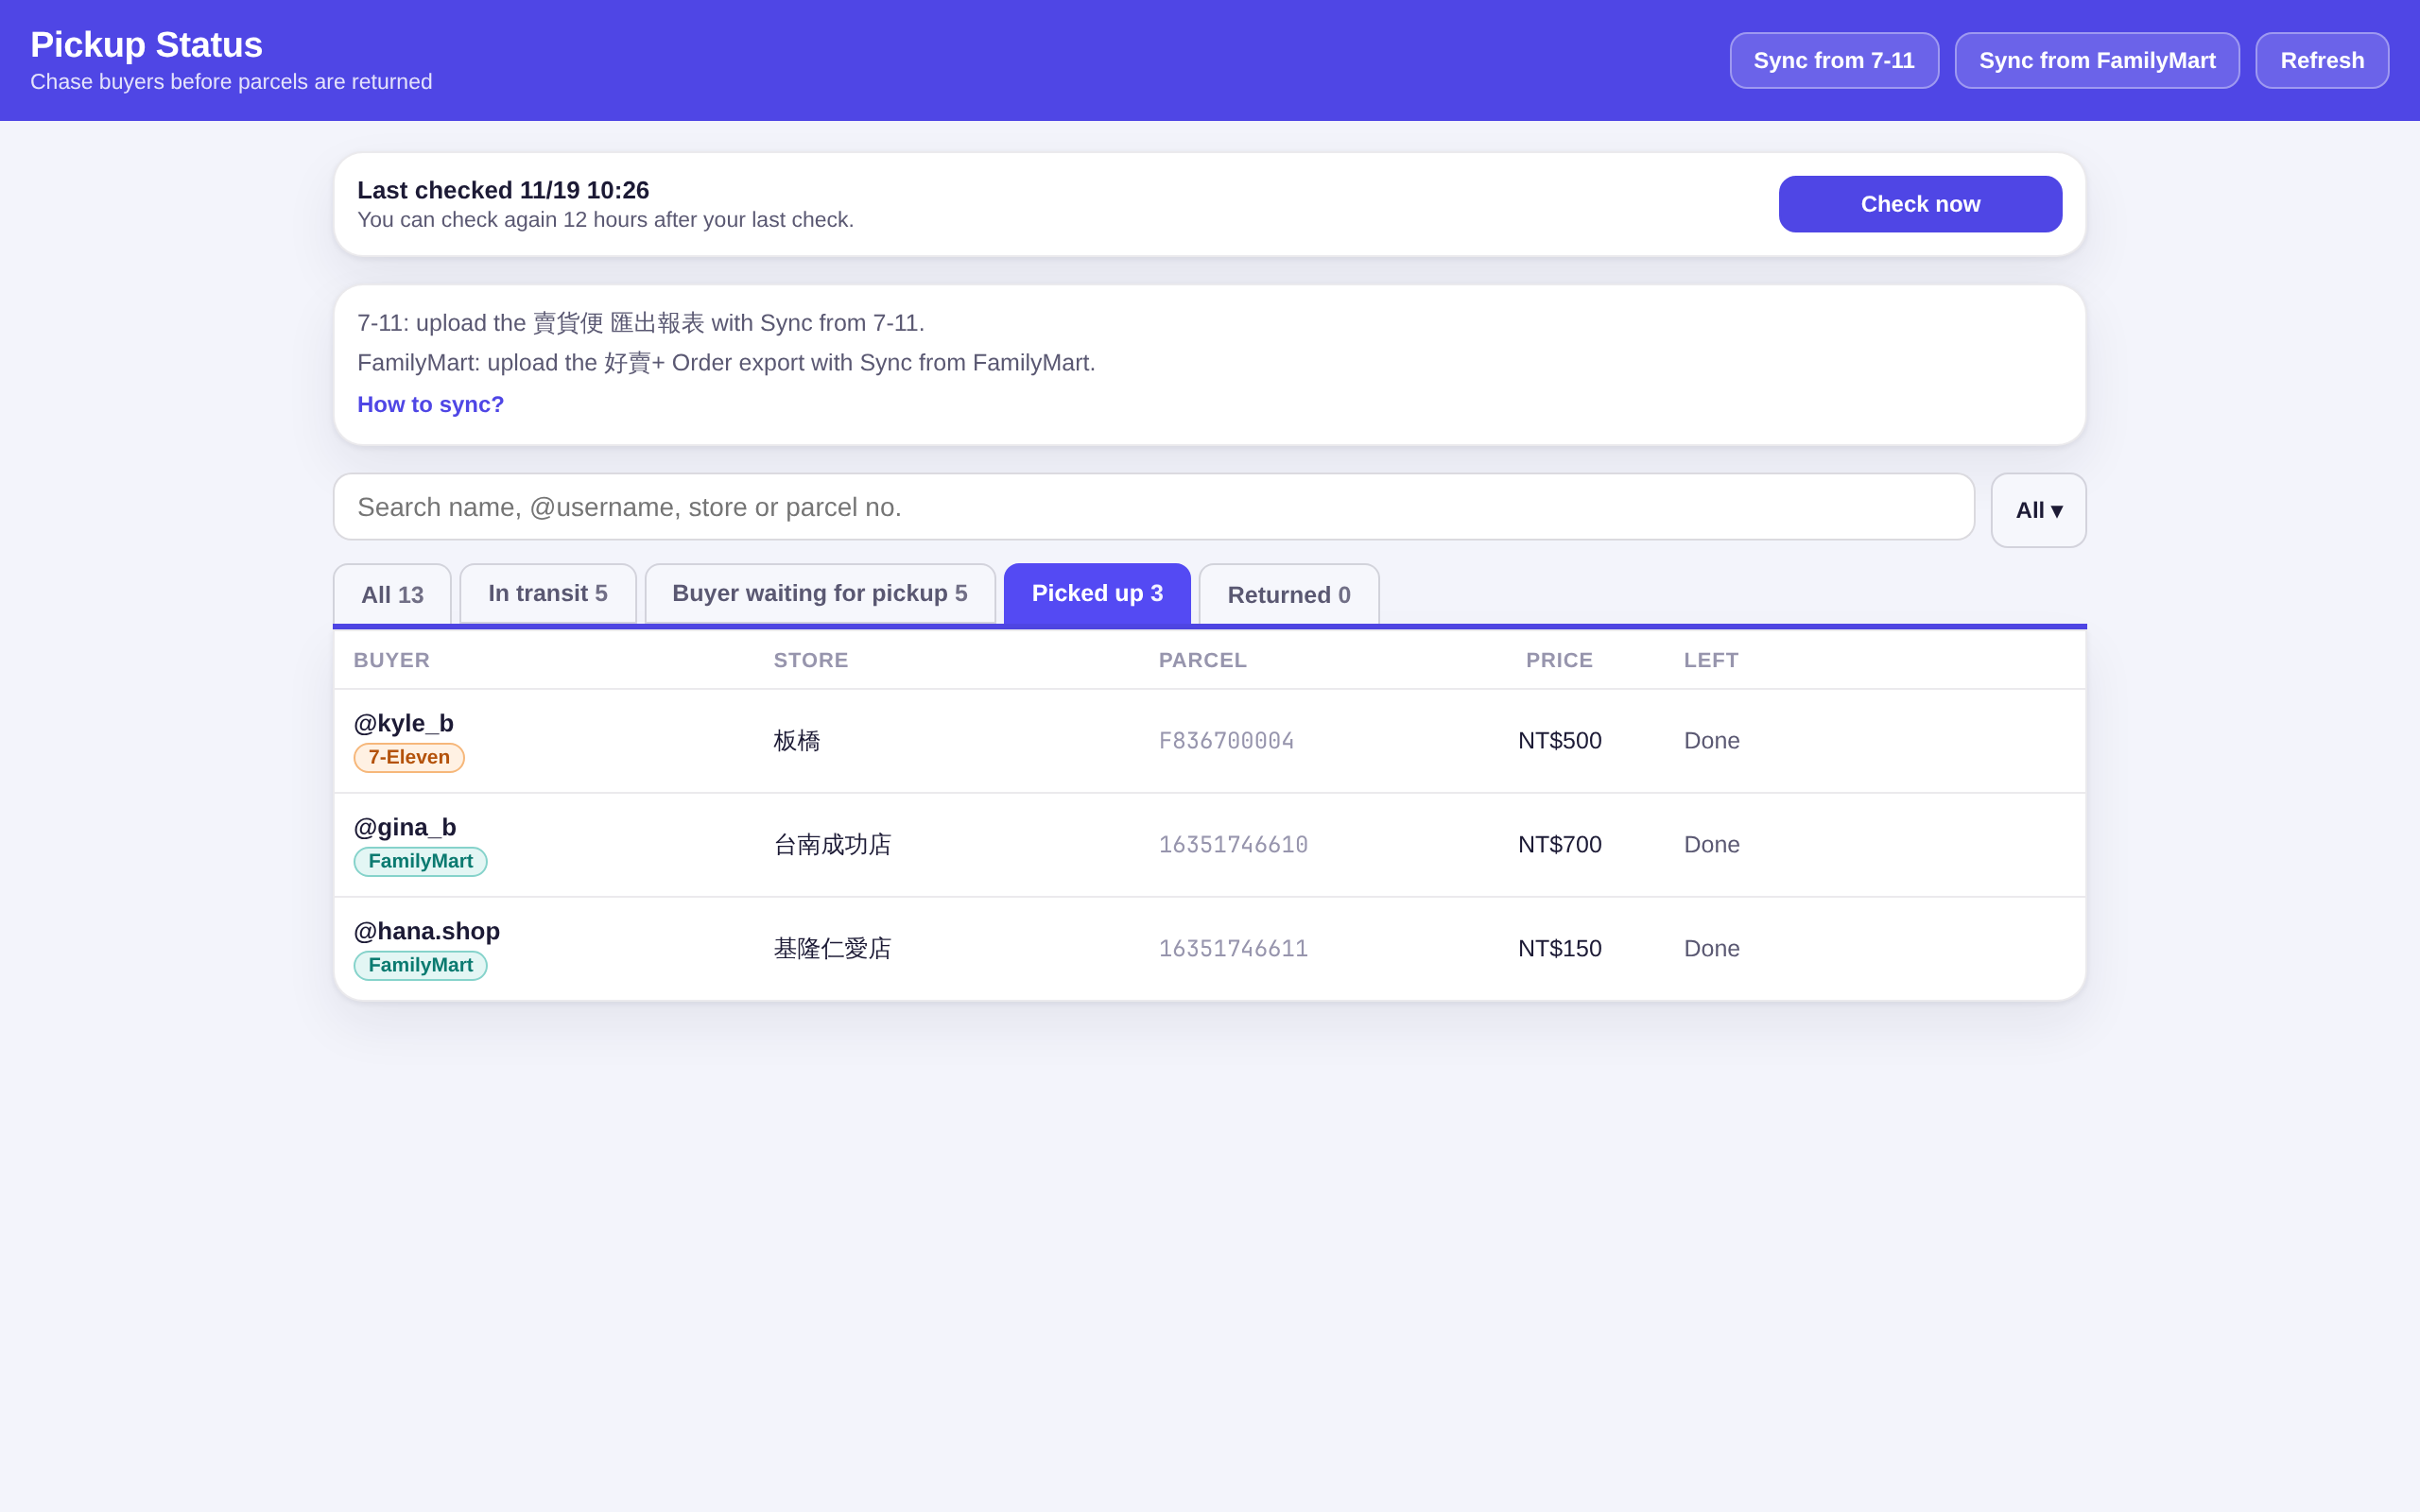 Pickup Status
Chase buyers before parcels are returned
Sync from 7-11
Sync from FamilyMart
Refresh
Last checked 11/19 10:26
You can check again 12 hours after your last check.
Check now
7-11: upload the 賣貨便 匯出報表 with Sync from 7-11.
FamilyMart: upload the 好賣+ Order export with Sync from FamilyMart.
How to sync?
Search name, @username, store or parcel no.
All ▾
All 13
In transit 5
Buyer waiting for pickup 5
Picked up 3
Returned 0
BUYER STORE PARCEL PRICE LEFT
@kyle_b
7-Eleven
板橋 F836700004 NT$500 Done
@gina_b
FamilyMart
台南成功店 16351746610 NT$700 Done
@hana.shop
FamilyMart
基隆仁愛店 16351746611 NT$150 Done